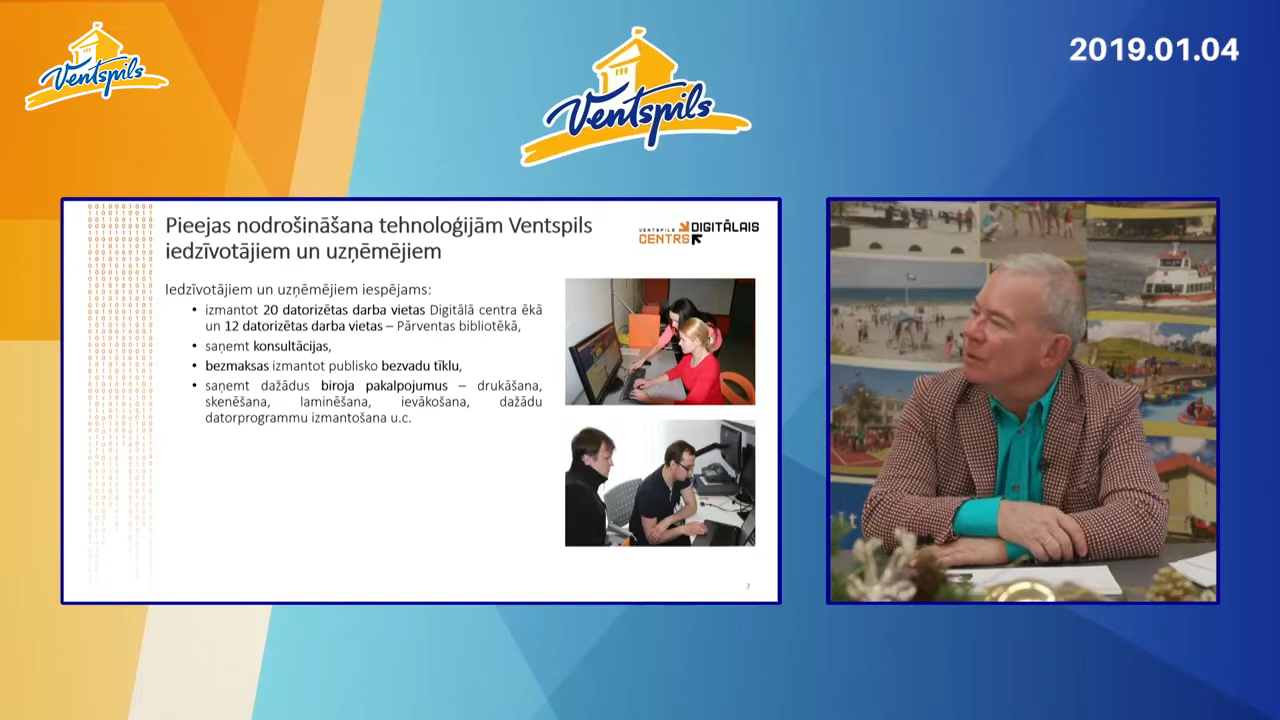 Ventspils
Ventspils
2019.01.04
Pieejas nodrošināšana tehnoloģijām Ventspils
iedzīvotājiem un uzņēmējiem
VENTSPILS DIGITĀLAIS
CENTRS
Iedzīvotājiem un uzņēmējiem iespējams:
• izmantot 20 datorizētas darba vietas Digitālā centra ēkā
un 12 datorizētas darba vietas – Pārventas bibliotēkā,
• saņemt konsultācijas,
• bezmaksas izmantot publisko bezvadu tīklu,
• saņemt dažādus biroja pakalpojumus – drukāšana,
skenēšana, laminēšana, ievākošana, dažādu
datorprogrammu izmantošana u.c.
7